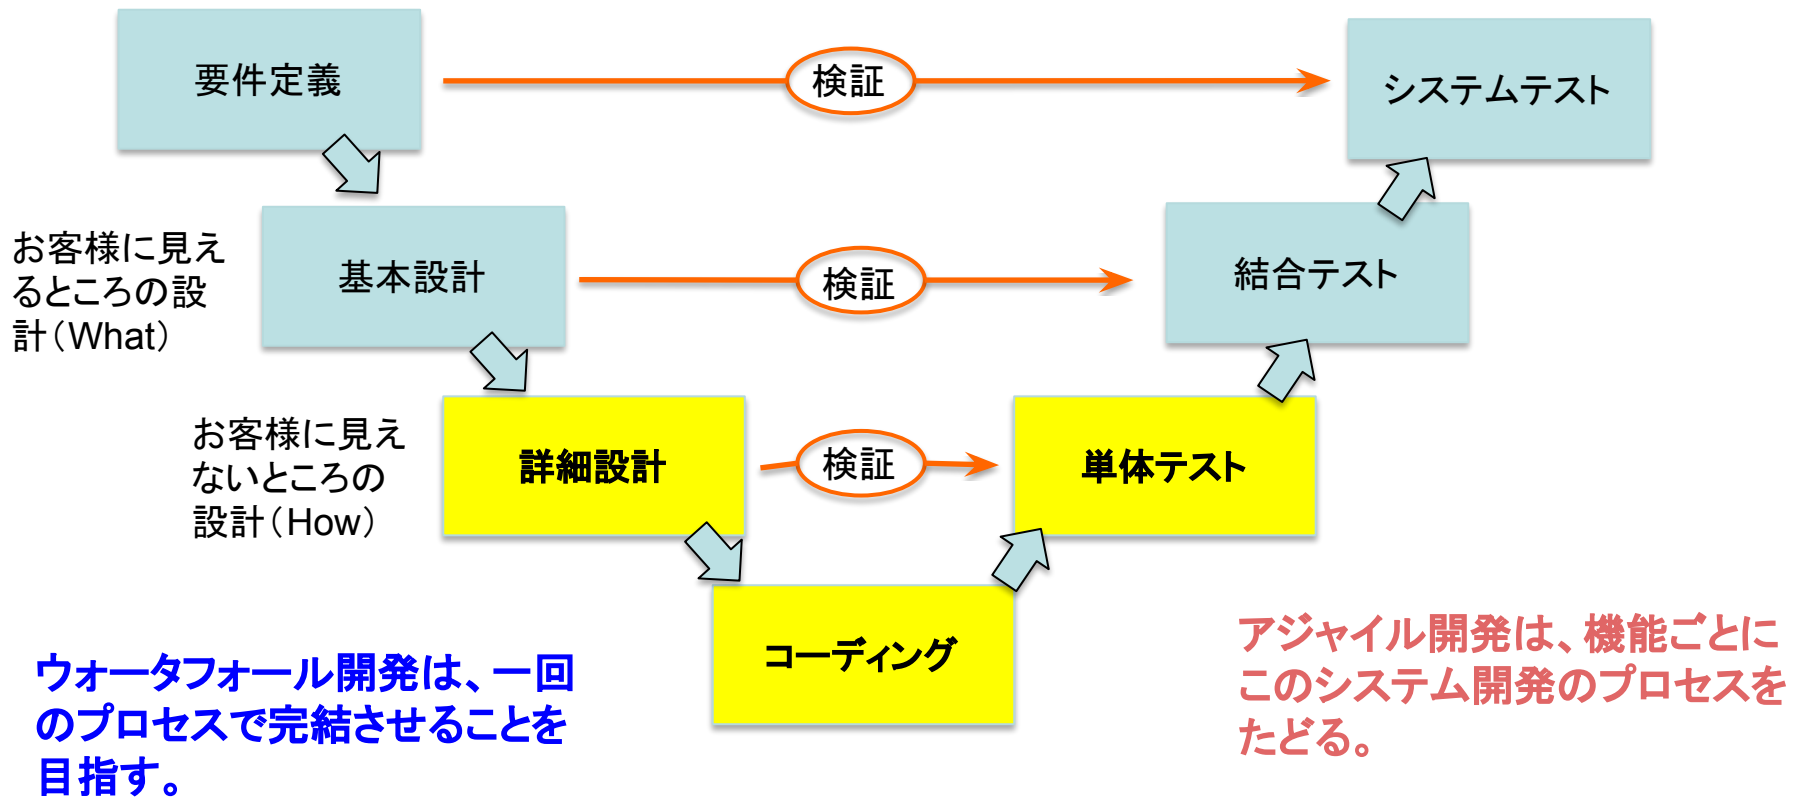 要件定義
検証
システムテスト
お客様に見え
るところの設
計（What）
基本設計
検証
結合テスト
お客様に見え
ないところの
設計（How）
詳細設計
検証
単体テスト
コーディング
ウォータフォール開発は、一回
のプロセスで完結させることを
目指す。
アジャイル開発は、機能ごとに
このシステム開発のプロセスを
たどる。